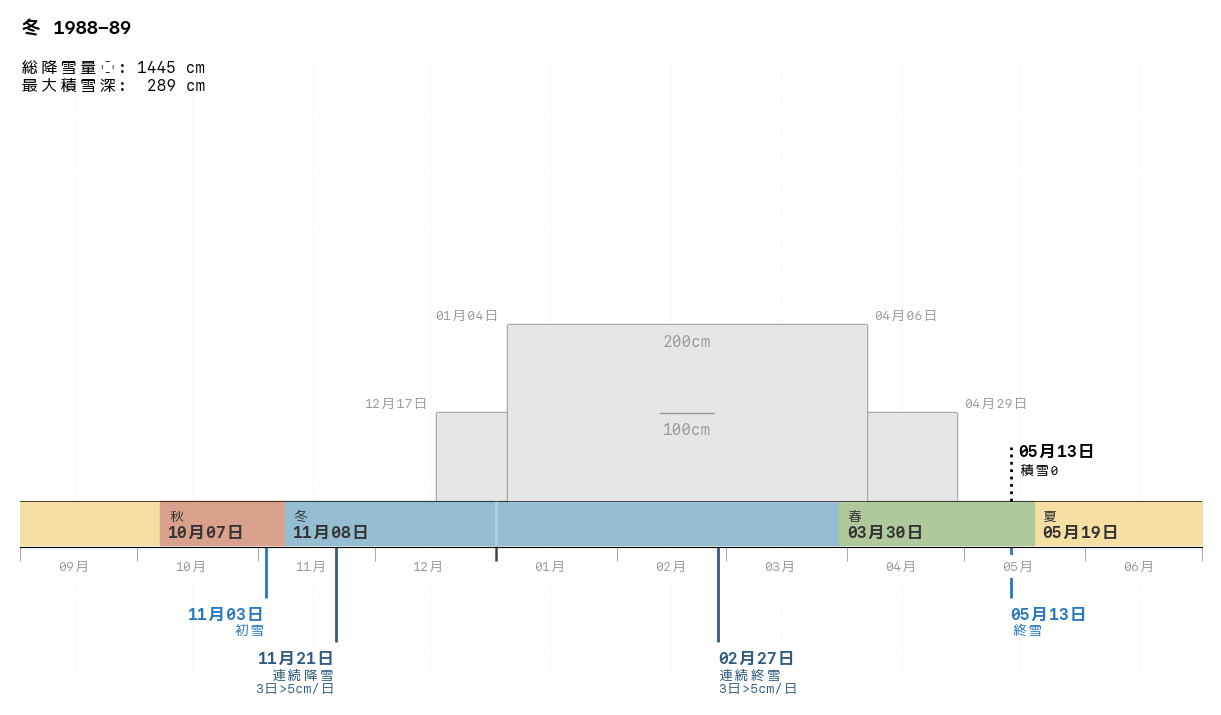 冬 1988–89
総降雪量　: 1445 cm
最大積雪深: 289 cm
01月04日
04月06日
200cm
12月17日
04月29日
100cm
05月13日
積雪0
秋
10月07日
冬
11月08日
春
03月30日
夏
05月19日
09月
10月
11月
12月
01月
02月
03月
04月
05月
06月
11月03日
初雪
05月13日
終雪
11月21日
連続降雪
3日>5cm/日
02月27日
連続終雪
3日>5cm/日